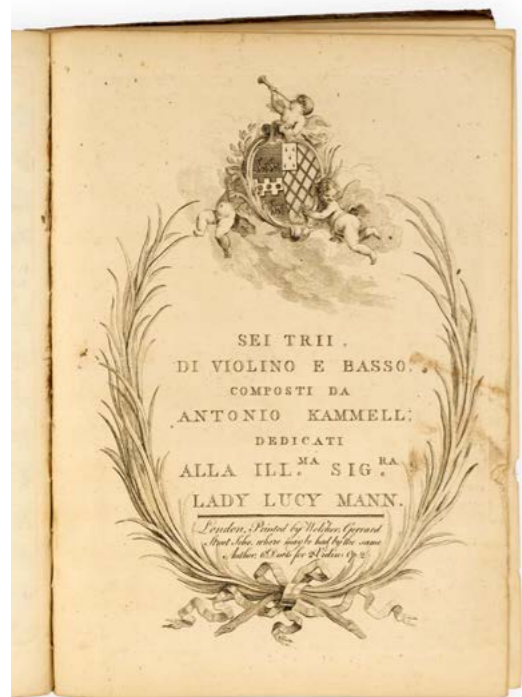 SEI TRII.
DI VIOLINO E BASSO.
COMPOSTI DA
ANTONIO KAMMELL;
DEDICATI
ALLA ILL.MA SIG.RA
LADY LUCY MANN.
London, Printed by Welcker, Gerrard
Street Soho, where may be had by the same
Author, 6 Duets for 2 Violins Op. 2